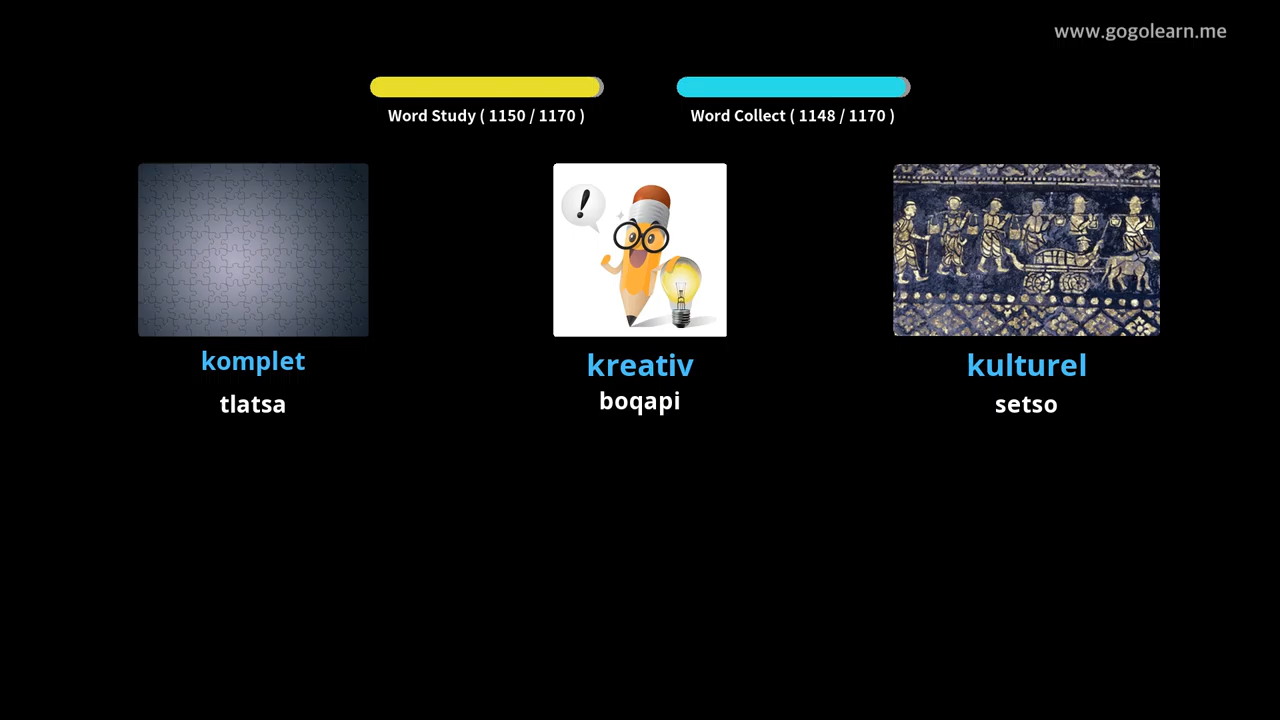 www.gogolearn.me
Word Study ( 1150 / 1170 )
Word Collect ( 1148 / 1170 )
!
komplet
kreativ
kulturel
tlatsa
boqapi
setso